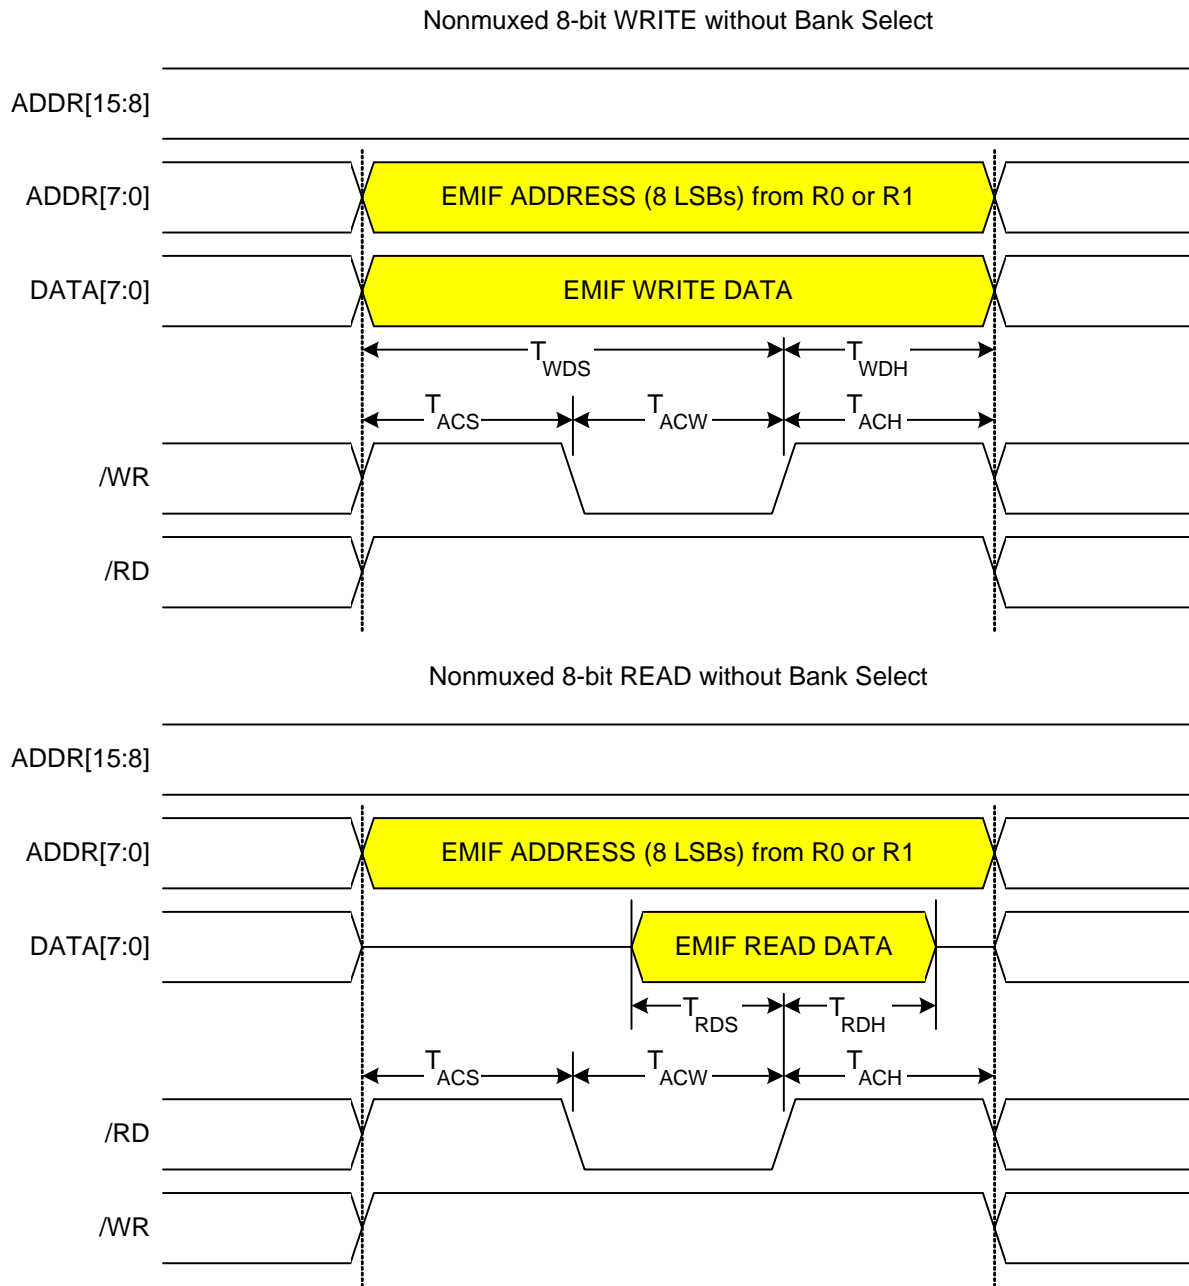 Nonmuxed 8-bit WRITE without Bank Select
ADDR[15:8]
ADDR[7:0]
EMIF ADDRESS (8 LSBs) from R0 or R1
DATA[7:0]
EMIF WRITE DATA
TWDS TWDH
TACS TACW TACH
/WR
/RD
Nonmuxed 8-bit READ without Bank Select
ADDR[15:8]
ADDR[7:0]
EMIF ADDRESS (8 LSBs) from R0 or R1
DATA[7:0]
EMIF READ DATA
TRDS TRDH
TACS TACW TACH
/RD
/WR